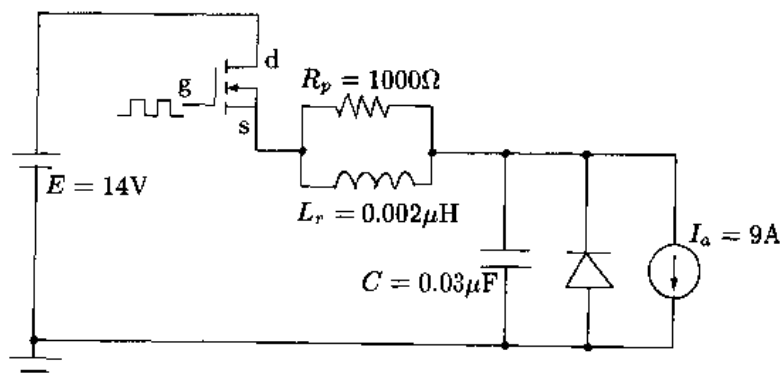 d
g
s
R_p = 1000Ω
E = 14V
L_r = 0.002μH
I_a = 9A
C = 0.03μF